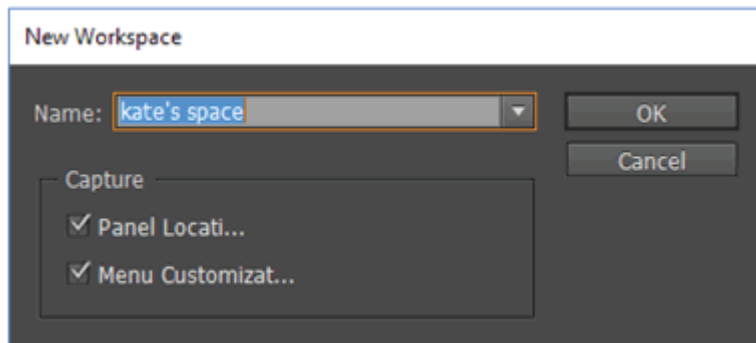 New Workspace
Name: kate's space
OK
Cancel
Capture
Panel Locati...
Menu Customizat...